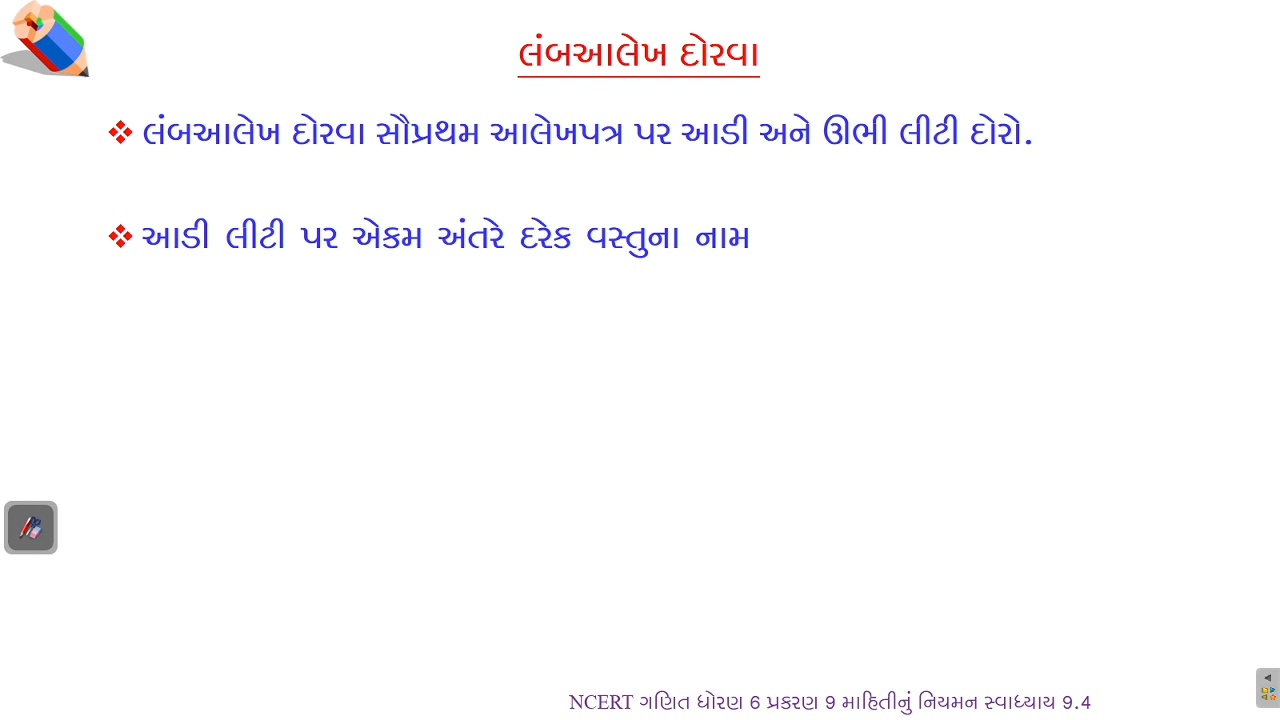 લંબઆલેખ દોરવા
લંબઆલેખ દોરવા સૌપ્રથમ આલેખપત્ર પર આડી અને ઊભી લીટી દોરો.
આડી લીટી પર એકમ અંતરે દરેક વસ્તુના નામ
NCERT ગણિત ધોરણ 6 પ્રકરણ 9 માહિતીનું નિયમન સ્વાધ્યાય 9.4